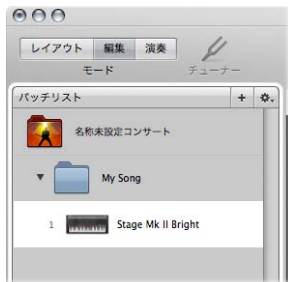 レイアウト 編集 演奏
モード チューナー
パッチリスト + 
名称未設定コンサート
My Song
1 Stage Mk II Bright